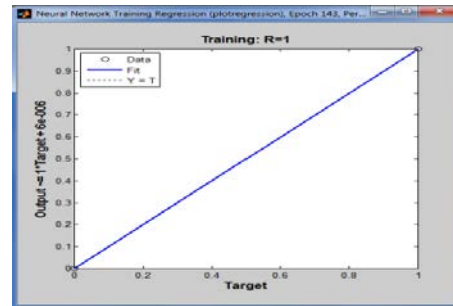 Neural Network Training Regression (plotregression), Epoch 143, Per...
Training: R=1
Data
Fit
Y = T
1
0.9
0.8
0.7
0.6
0.5
0.4
0.3
0.2
0.1
0
Output ~= 1*Target + 6e-006
0 0.2 0.4 0.6 0.8 1
Target